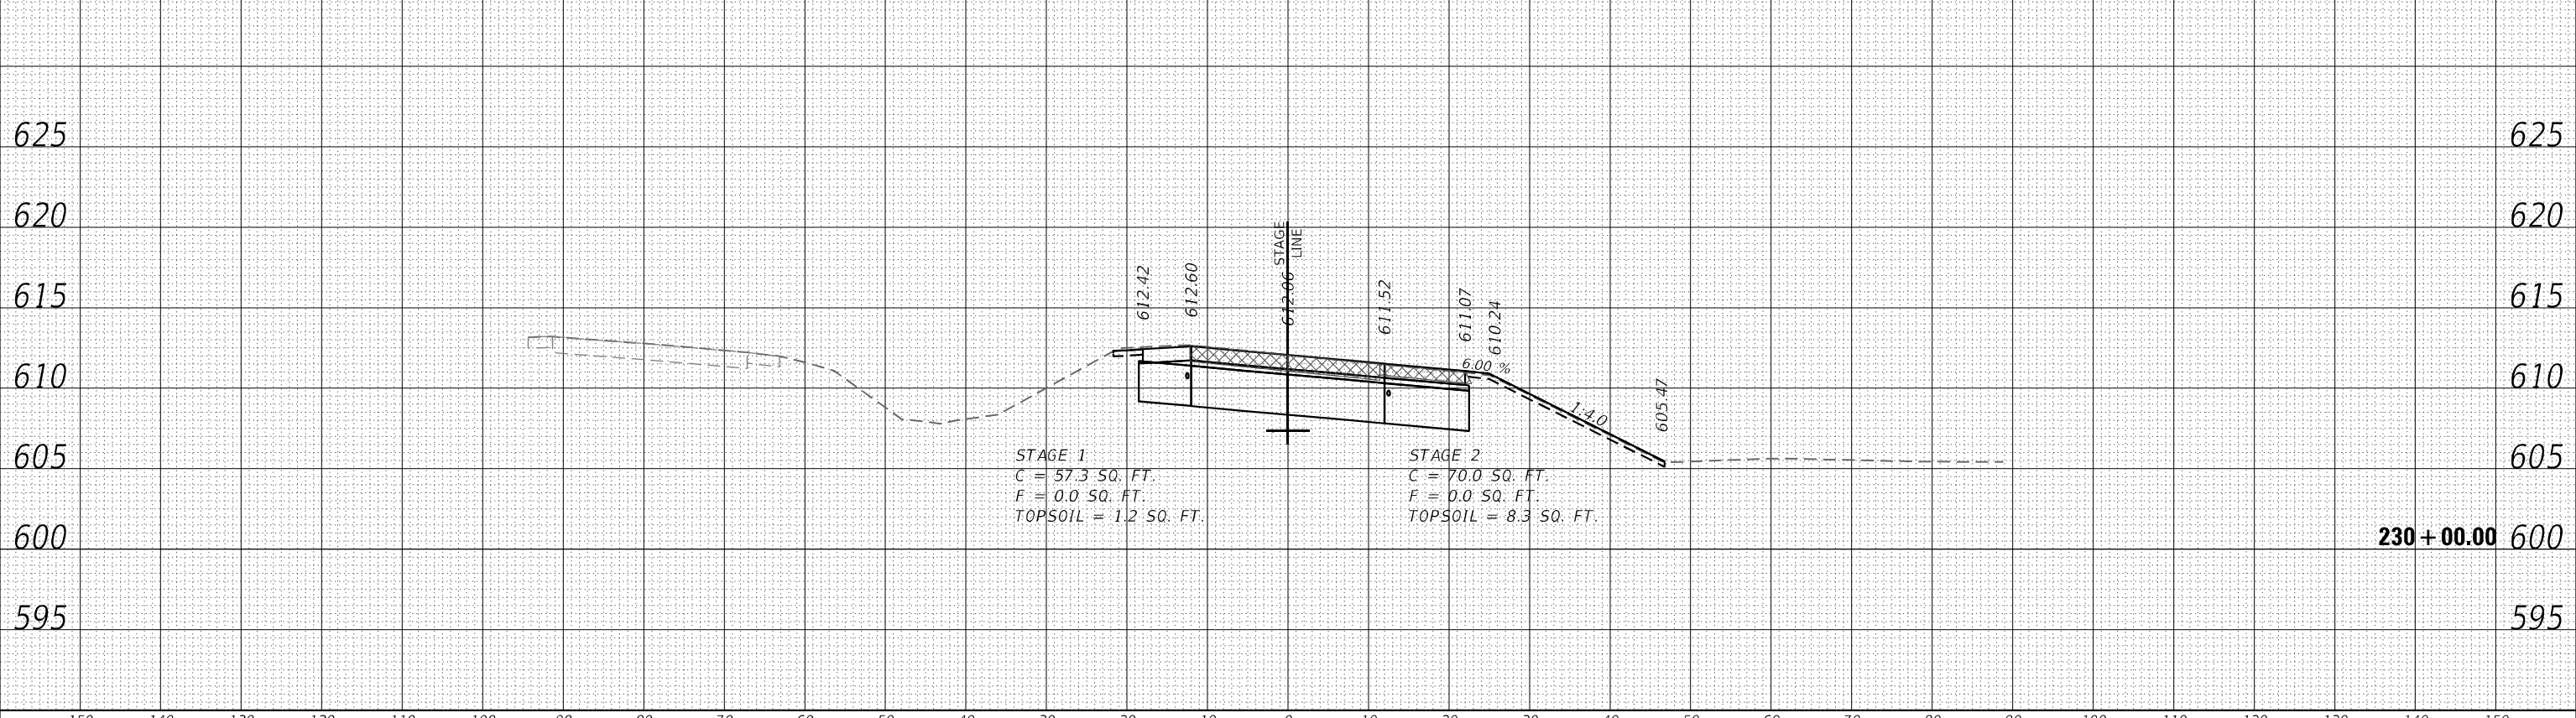 625 625
620 620
STAGE
LINE
615 615
612.42
612.60
612.06
611.52
611.07
610.24
610 610
6.00 %
1:4.0
605.47
605 605
STAGE 1
C = 57.3 SQ. FT.
F = 0.0 SQ. FT.
TOPSOIL = 1.2 SQ. FT.
STAGE 2
C = 70.0 SQ. FT.
F = 0.0 SQ. FT.
TOPSOIL = 8.3 SQ. FT.
600 230+00.00 600
595 595